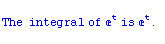 The integral of 𝕖ᵗ is 𝕖ᵗ.